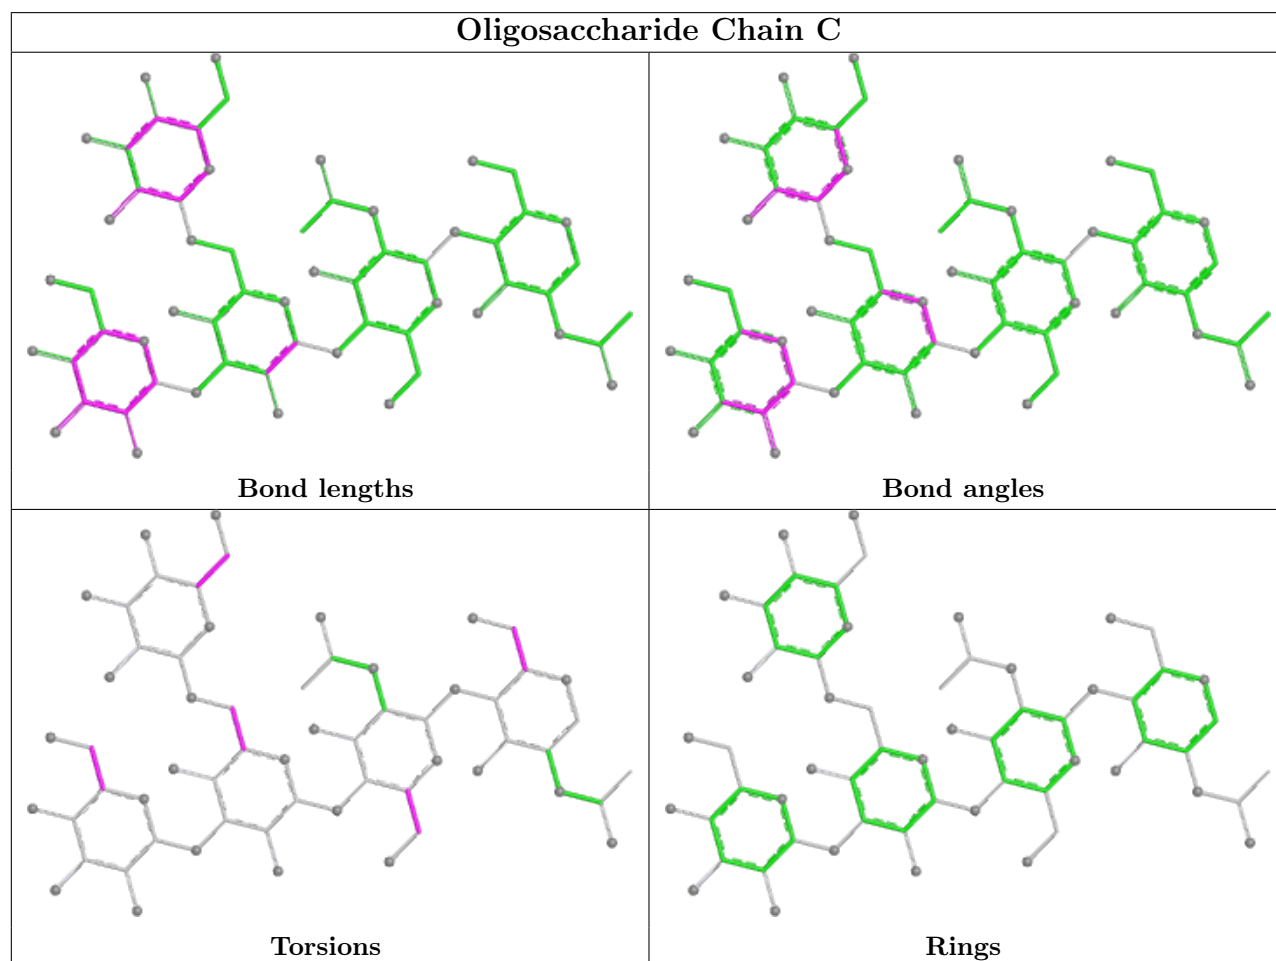 Oligosaccharide Chain C
Bond lengths
Bond angles
Torsions
Rings